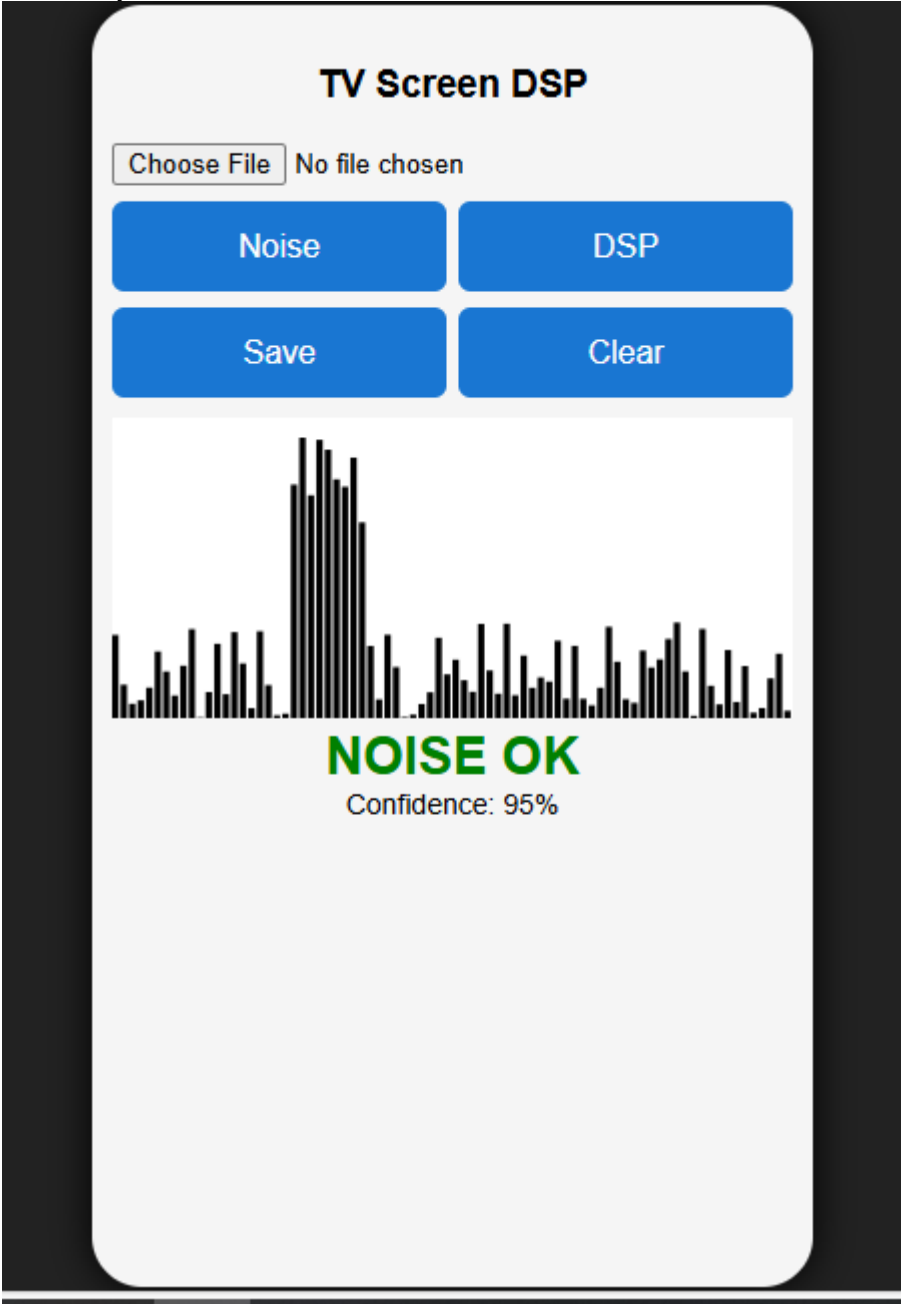 TV Screen DSP
Choose File No file chosen
Noise DSP
Save Clear
NOISE OK
Confidence: 95%